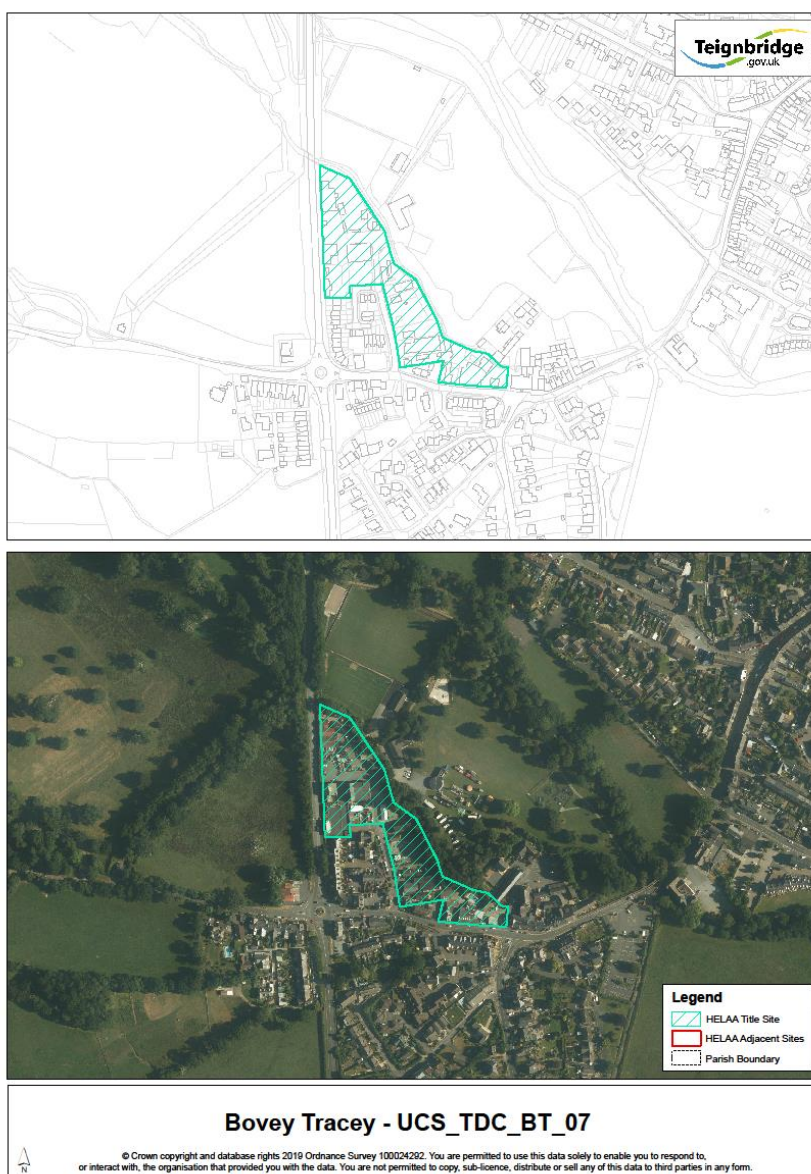 Teignbridge
.gov.uk
Legend
HELAA Title Site
HELAA Adjacent Sites
Parish Boundary
Bovey Tracey - UCS_TDC_BT_07
N
© Crown copyright and database rights 2019 Ordnance Survey 100024292. You are permitted to use this data solely to enable you to respond to,
or interact with, the organisation that provided you with the data. You are not permitted to copy, sub-licence, distribute or sell any of this data to third parties in any form.